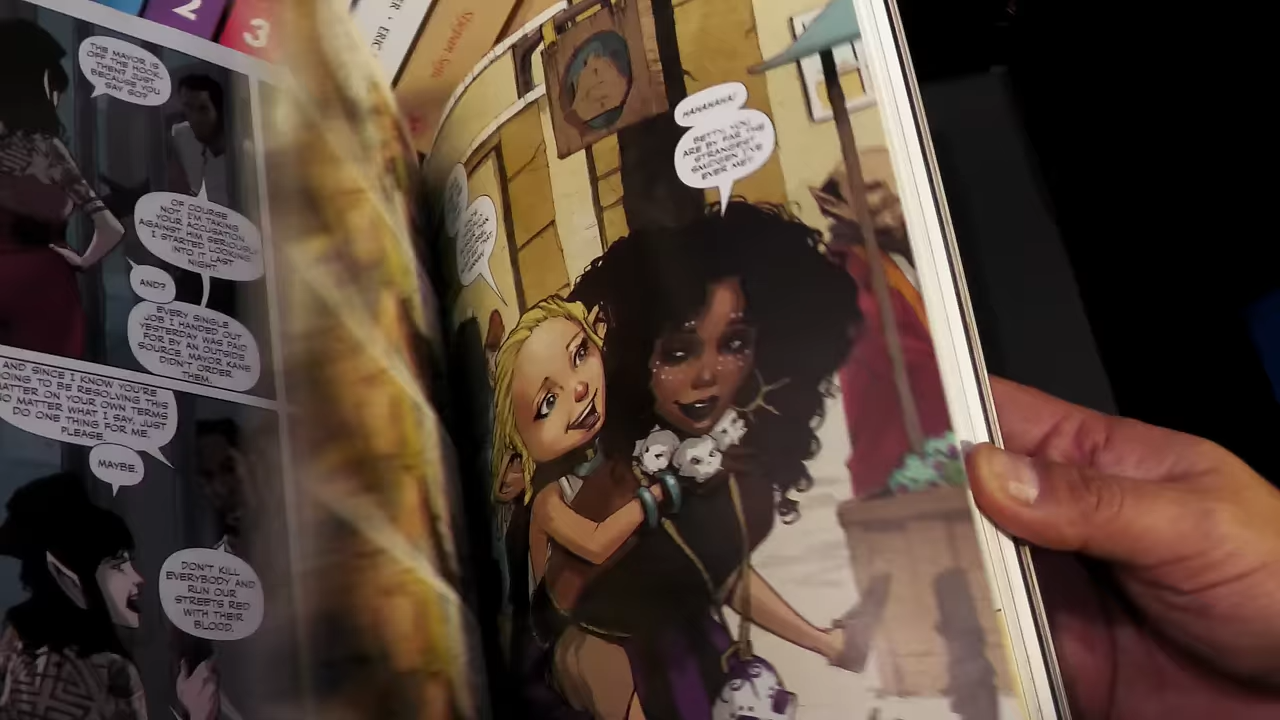 2
3
ER & ERIC
THE MAYOR IS
OFF THE HOOK,
THEN? JUST
BECAUSE YOU
SAY SO?
OF COURSE
NOT. I'M TAKING
YOUR ACCUSATION
AGAINST HIM SERIOUSLY.
I STARTED LOOKING
INTO IT LAST
NIGHT.
AND?
EVERY SINGLE
JOB I HANDED OUT
YESTERDAY WAS PAID
FOR BY AN OUTSIDE
SOURCE. MAYOR KANE
DIDN'T ORDER
THEM.
AND SINCE I KNOW YOU'RE
GOING TO BE RESOLVING THIS
MATTER ON YOUR OWN TERMS
NO MATTER WHAT I SAY, JUST
DO ONE THING FOR ME,
PLEASE.
MAYBE.
DON'T KILL
EVERYBODY AND
RUN OUR
STREETS RED
WITH THEIR
BLOOD.
HAHAHAHA!
BETTY, YOU
ARE BY FAR THE
STRANGEST
SMIDGEN I'VE
EVER MET!